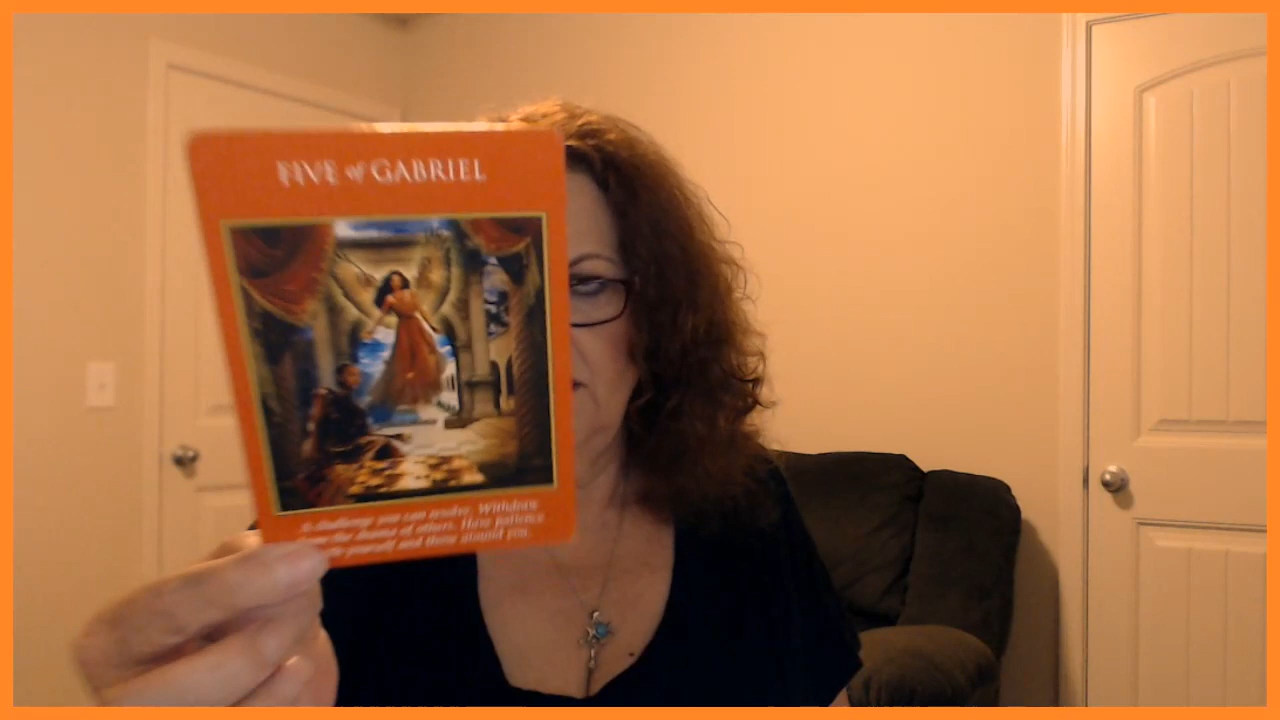 FIVE of GABRIEL
A challenge you can resolve. Withdraw
from the drama of others. Have patience
yourself and those around you.